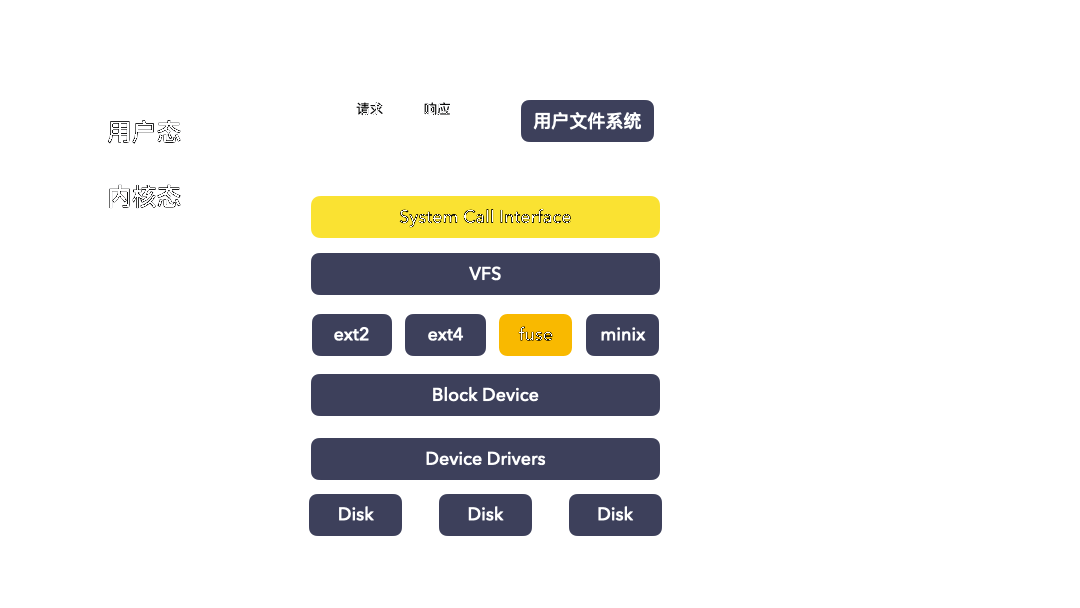 请求 响应
用户文件系统
用户态
内核态
System Call Interface
VFS
ext2 ext4 fuse minix
Block Device
Device Drivers
Disk Disk Disk